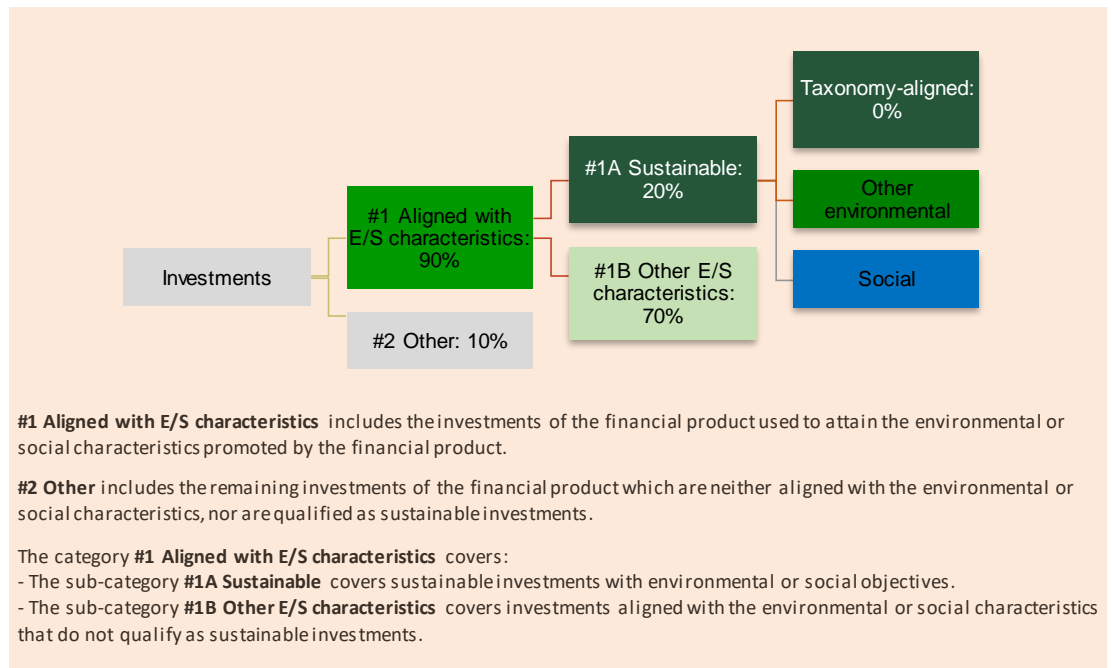 Taxonomy-aligned:
0%
#1A Sustainable:
20%
Other
environmental
#1 Aligned with
E/S characteristics:
90%
#1B Other E/S
characteristics:
70%
Investments
Social
#2 Other: 10%
#1 Aligned with E/S characteristics includes the investments of the financial product used to attain the environmental or
social characteristics promoted by the financial product.
#2 Other includes the remaining investments of the financial product which are neither aligned with the environmental or
social characteristics, nor are qualified as sustainable investments.
The category #1 Aligned with E/S characteristics covers:
- The sub-category #1A Sustainable covers sustainable investments with environmental or social objectives.
- The sub-category #1B Other E/S characteristics covers investments aligned with the environmental or social characteristics
that do not qualify as sustainable investments.